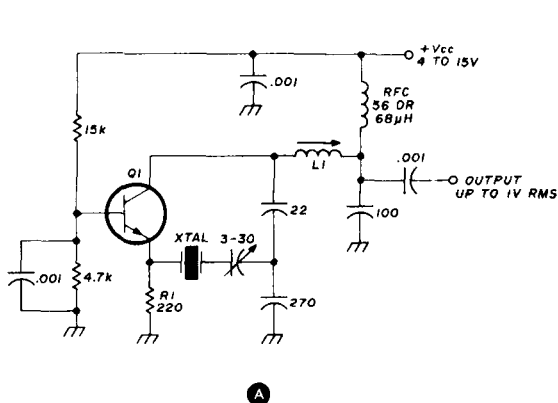 +Vcc
4 TO 15V
.001
RFC
56 OR
68µH
15k
Q1
L1
.001
OUTPUT
UP TO 1V RMS
22
100
XTAL
3-30
.001
4.7k
R1
220
270
A